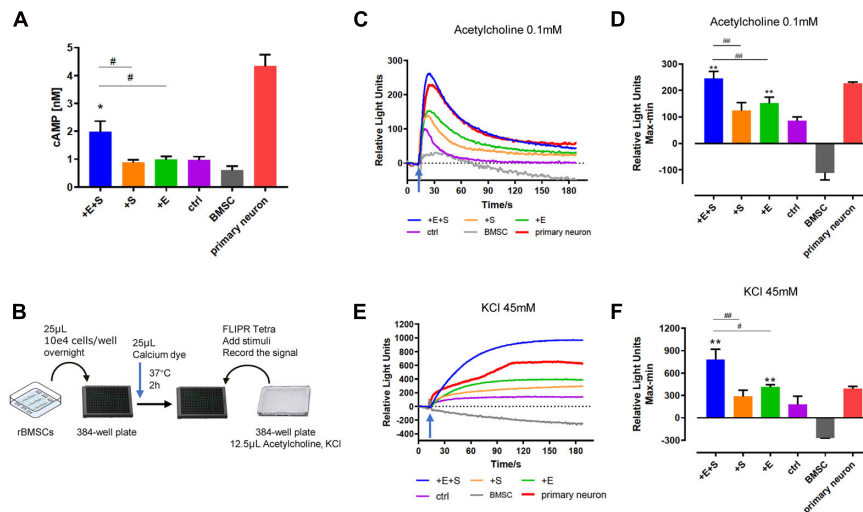 A
cAMP [nM]
5
4
3
2
1
0
#
#
*
+E+S
+S
+E
ctrl
BMSC
primary neuron
B
25µL
10e4 cells/well
overnight
25µL
Calcium dye
37°C
2h
FLIPR Tetra
Add stimuli
Record the signal
rBMSCs
384-well plate
384-well plate
12.5µL Acetylcholine, KCl
C
Acetylcholine 0.1mM
Relative Light Units
300
200
100
0
0
30
60
90
120
150
180
Time/s
+E+S
+S
+E
ctrl
BMSC
primary neuron
D
Acetylcholine 0.1mM
Relative Light Units
Max-min
300
200
100
0
-100
##
##
**
**
+E+S
+S
+E
ctrl
BMSC
primary neuron
E
KCl 45mM
Relative Light Units
1200
1000
800
600
400
200
0
-200
-400
0
30
60
90
120
150
180
Time/s
+E+S
+S
+E
ctrl
BMSC
primary neuron
F
KCl 45mM
Relative Light Units
Max-min
1200
900
600
300
0
-300
##
#
**
**
+E+S
+S
+E
ctrl
BMSC
primary neuron